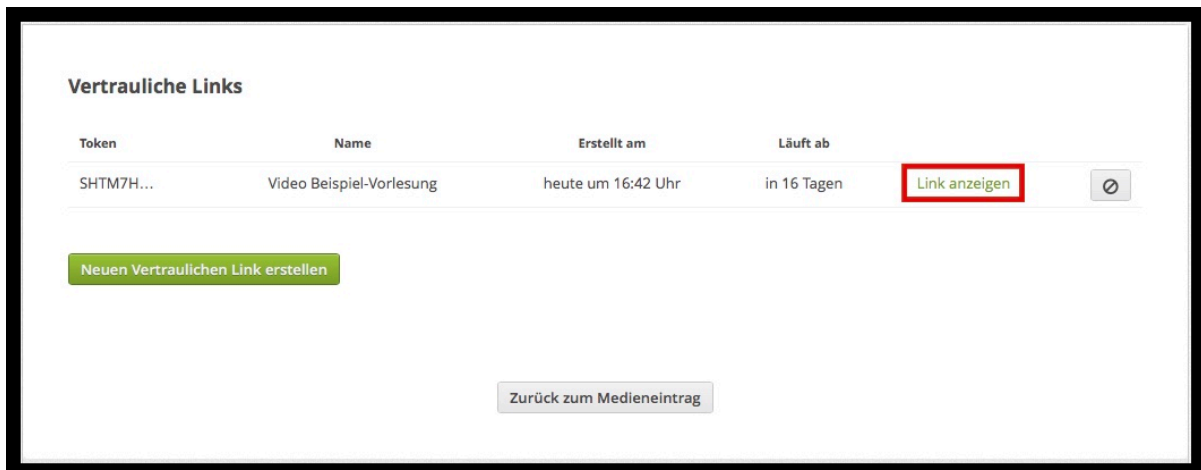 Vertrauliche Links
Token Name Erstellt am Läuft ab
SHTM7H... Video Beispiel-Vorlesung heute um 16:42 Uhr in 16 Tagen Link anzeigen
Neuen Vertraulichen Link erstellen
Zurück zum Medieneintrag